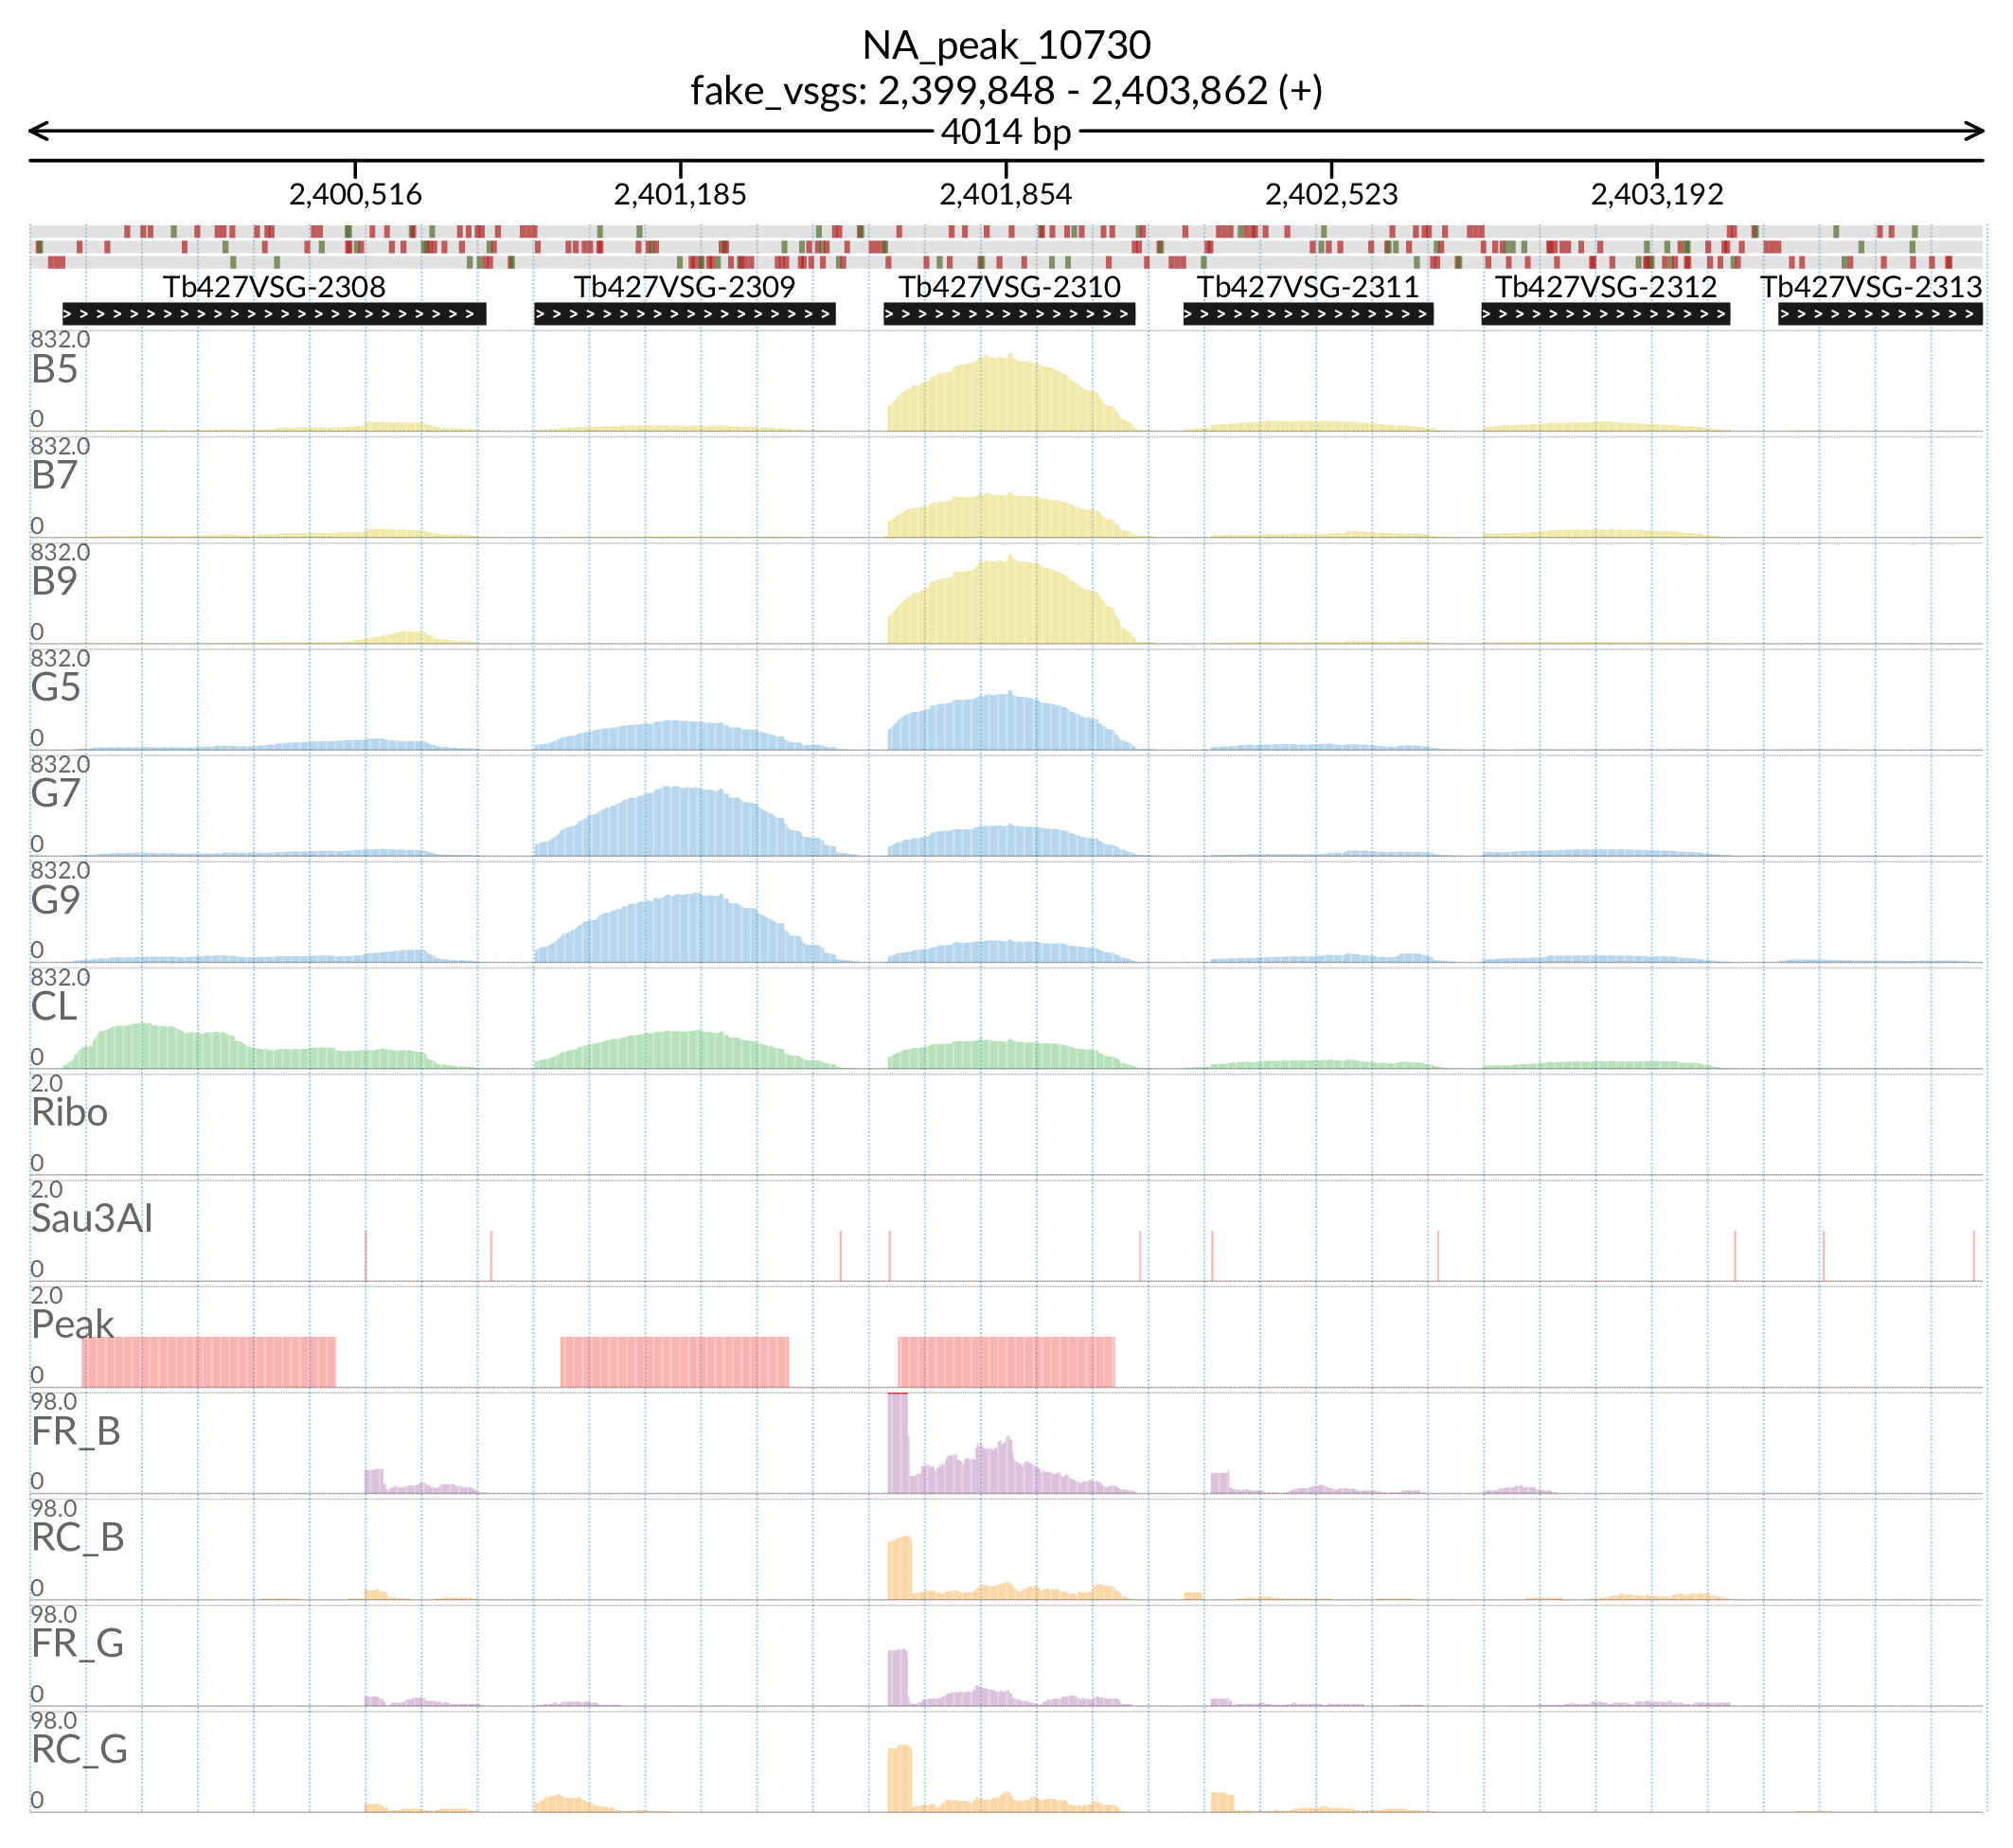 NA_peak_10730
fake_vsgs: 2,399,848 - 2,403,862 (+)
4014 bp
2,400,516 2,401,185 2,401,854 2,402,523 2,403,192
Tb427VSG-2308 Tb427VSG-2309 Tb427VSG-2310 Tb427VSG-2311 Tb427VSG-2312 Tb427VSG-2313
832.0
B5
0
832.0
B7
0
832.0
B9
0
832.0
G5
0
832.0
G7
0
832.0
G9
0
832.0
CL
0
2.0
Ribo
0
2.0
Sau3AI
0
2.0
Peak
0
98.0
FR_B
0
98.0
RC_B
0
98.0
FR_G
0
98.0
RC_G
0